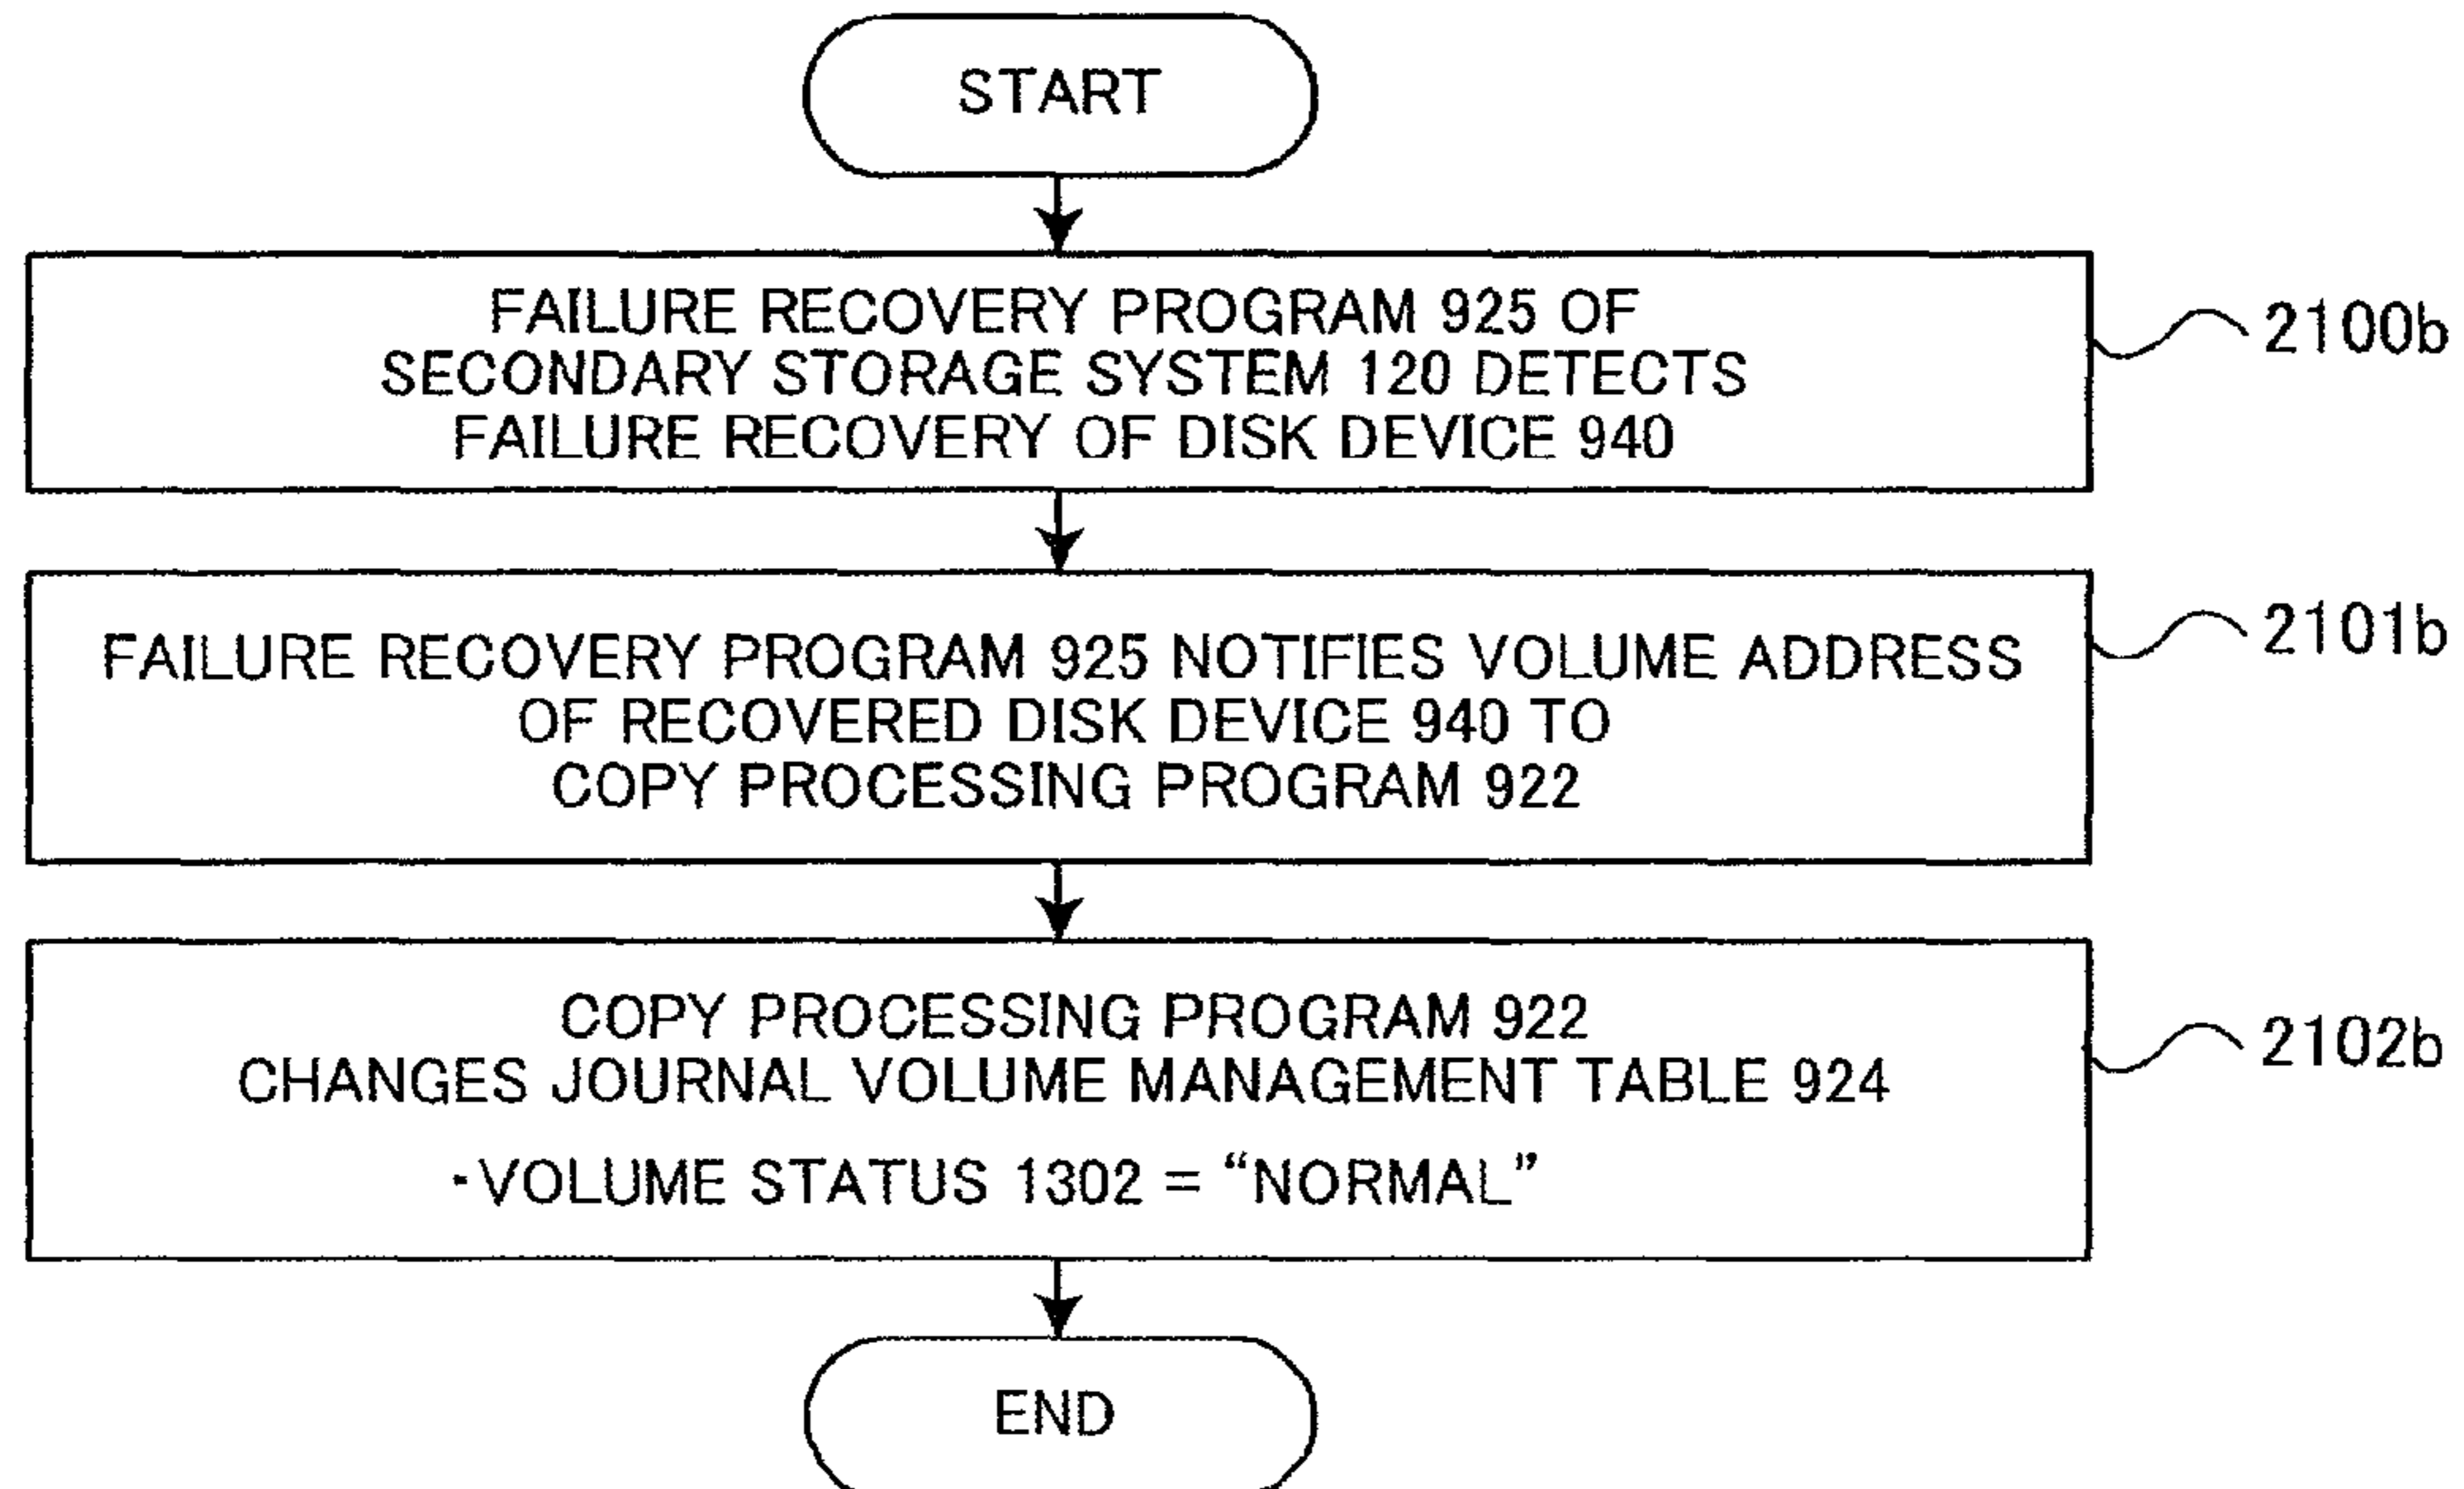 START
FAILURE RECOVERY PROGRAM 925 OF
SECONDARY STORAGE SYSTEM 120 DETECTS
FAILURE RECOVERY OF DISK DEVICE 940
2100b
FAILURE RECOVERY PROGRAM 925 NOTIFIES VOLUME ADDRESS
OF RECOVERED DISK DEVICE 940 TO
COPY PROCESSING PROGRAM 922
2101b
COPY PROCESSING PROGRAM 922
CHANGES JOURNAL VOLUME MANAGEMENT TABLE 924
・VOLUME STATUS 1302 = “NORMAL”
2102b
END